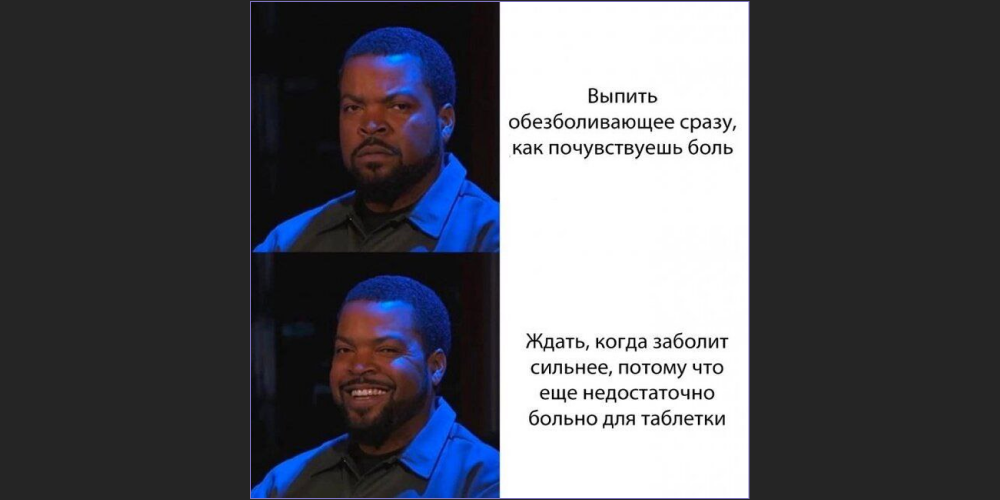 Выпить
обезболивающее сразу,
как почувствуешь боль
Ждать, когда заболит
сильнее, потому что
еще недостаточно
больно для таблетки